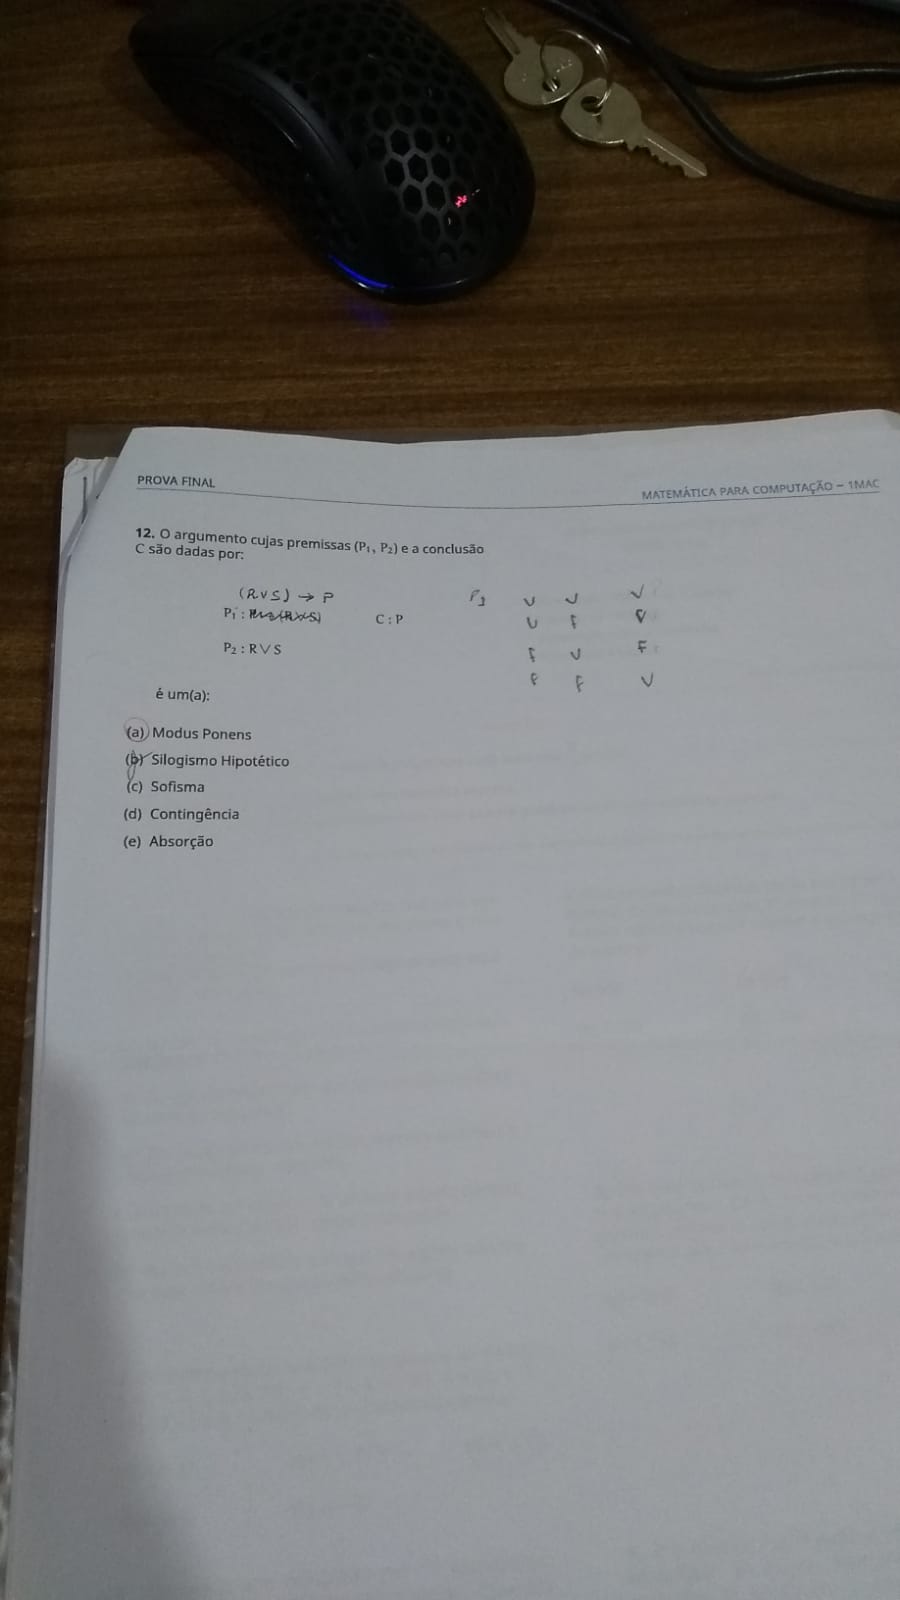 PROVA FINAL
MATEMÁTICA PARA COMPUTAÇÃO – 1MAC
12. O argumento cujas premissas (P₁, P₂) e a conclusão
C são dadas por:
(R∨S) → P
P₁ :
C : P
P₂ : R∨S
é um(a):
(a) Modus Ponens
(b) Silogismo Hipotético
(c) Sofisma
(d) Contingência
(e) Absorção
V V V
V F
F V F
F F V